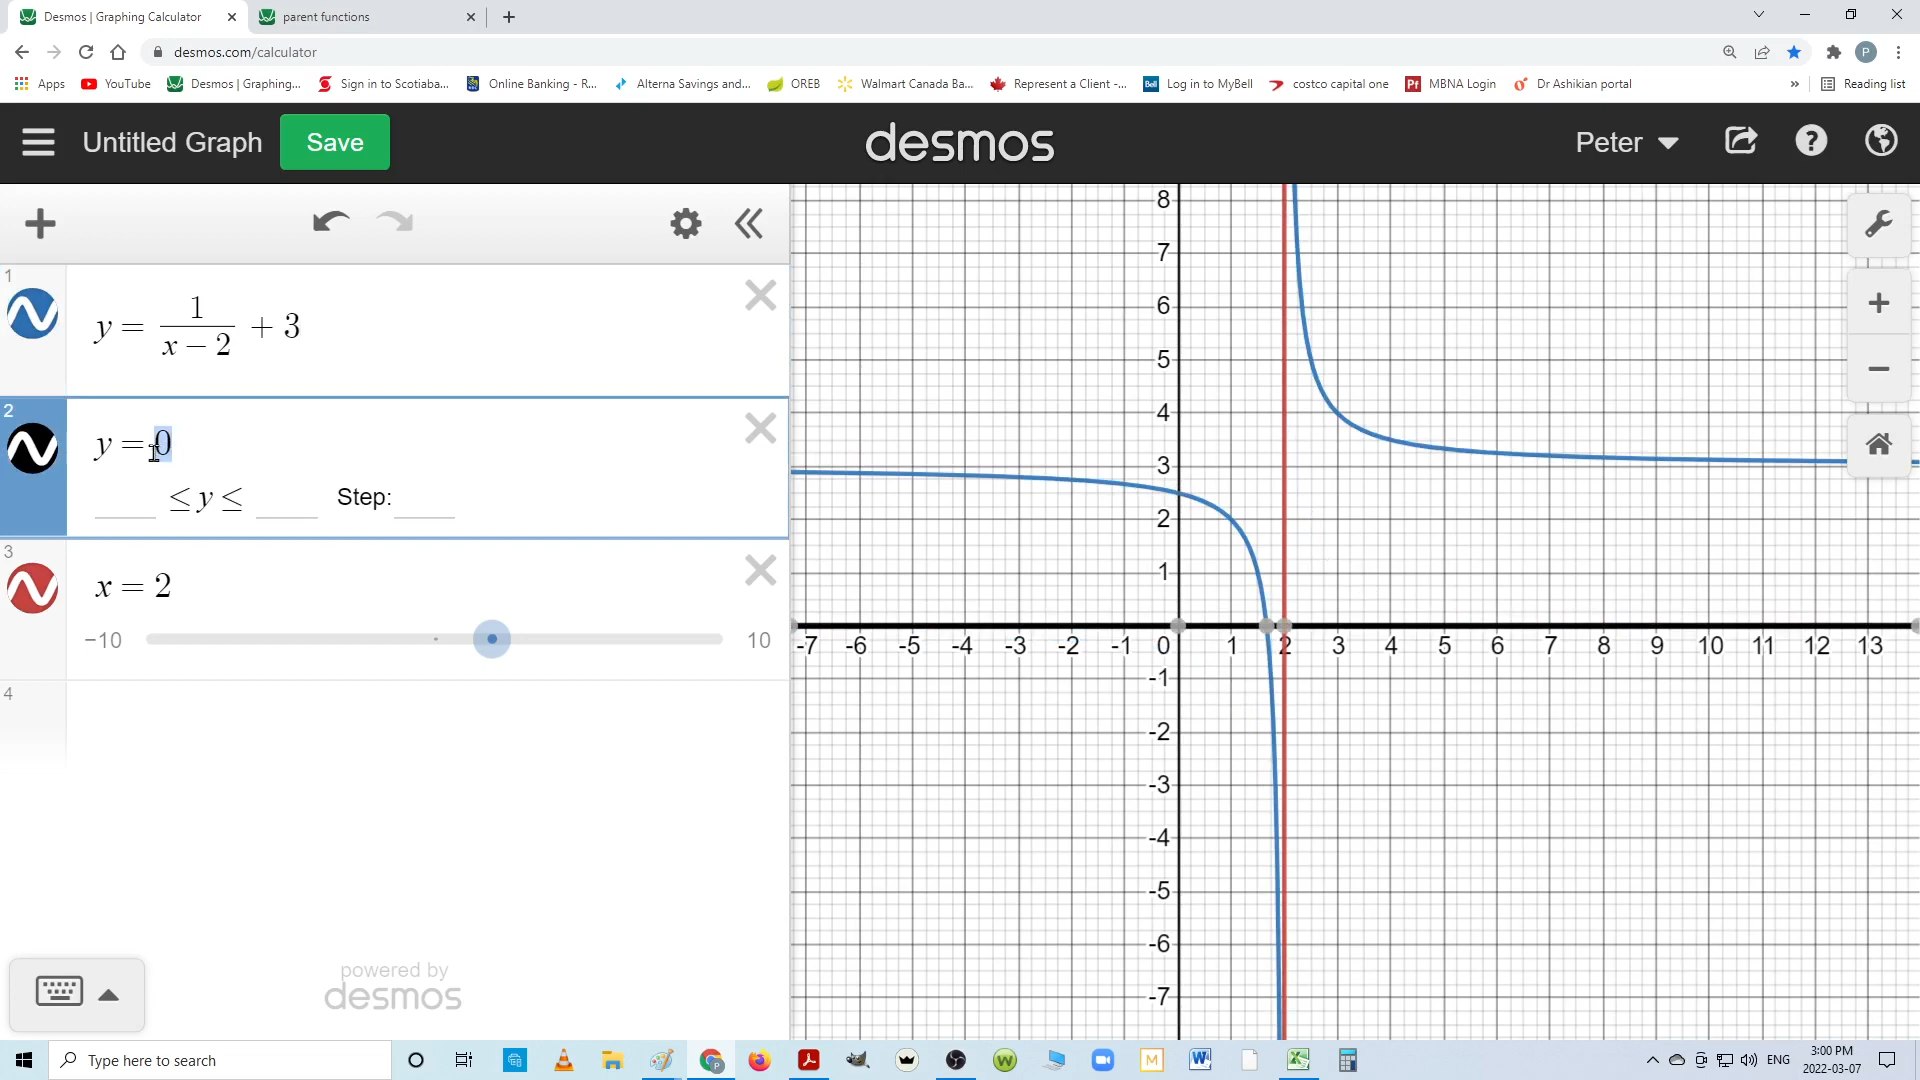 Desmos | Graphing Calculator
parent functions
desmos.com/calculator
P
Apps
YouTube
Desmos | Graphing...
Sign in to Scotiaba...
Online Banking - R...
Alterna Savings and...
OREB
Walmart Canada Ba...
Represent a Client -...
Bell
Log in to MyBell
costco capital one
Pf
MBNA Login
Dr Ashikian portal
»
Reading list
Untitled Graph
Save
desmos
Peter
?
1
y = 1/(x − 2) + 3
2
y = 0
≤ y ≤
Step:
3
x = 2
−10
10
4
powered by
desmos
8
7
6
5
4
3
2
1
-7 -6 -5 -4 -3 -2 -1 0 1 2 3 4 5 6 7 8 9 10 11 12 13
-1
-2
-3
-4
-5
-6
-7
Type here to search
ENG
3:00 PM
2022-03-07